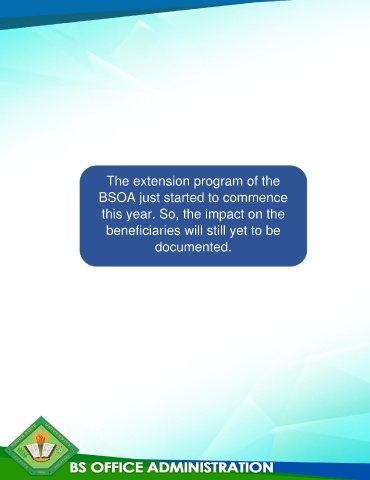 The extension program of the
BSOA just started to commence
this year. So, the impact on the
beneficiaries will still yet to be
documented.
BS OFFICE ADMINISTRATION